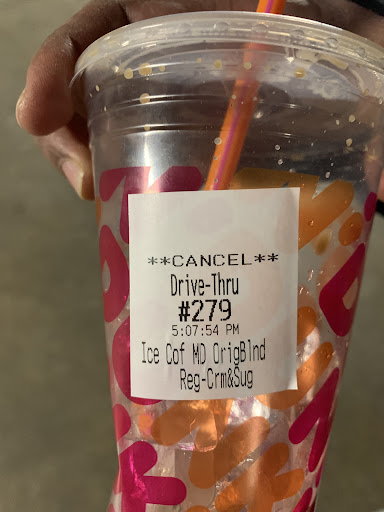 **CANCEL**
Drive-Thru
#279
5:07:54 PM
Ice Cof MD OrigBlnd
Reg-Crm&Sug